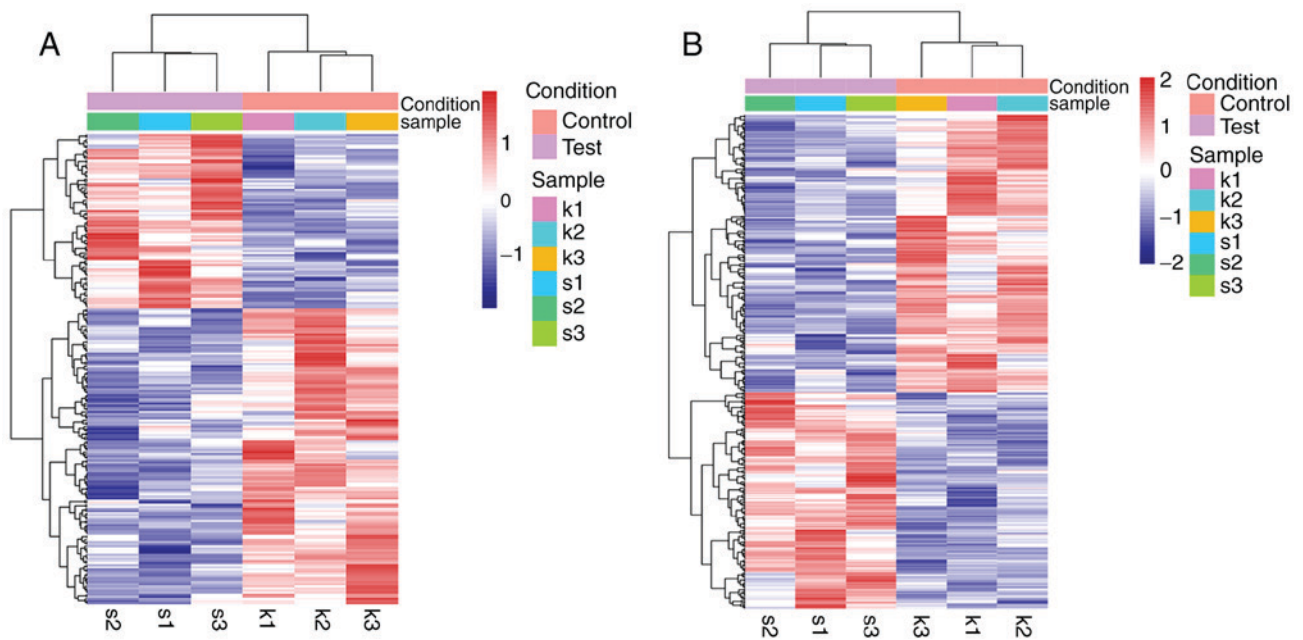 A
Condition
sample
1
0
−1
Condition
Control
Test
Sample
k1
k2
k3
s1
s2
s3
s2
s1
s3
k1
k2
k3
B
Condition
sample
2
1
0
−1
−2
Condition
Control
Test
Sample
k1
k2
k3
s1
s2
s3
s2
s1
s3
k3
k1
k2